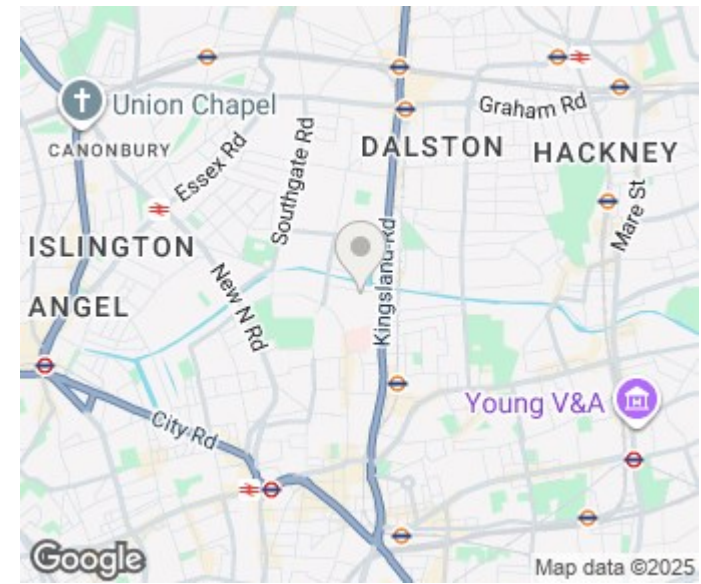 Union Chapel
CANONBURY
Essex Rd
Southgate Rd
DALSTON
Graham Rd
HACKNEY
Mare St
ISLINGTON
New N Rd
Kingsland Rd
ANGEL
Young V&A
City Rd
Google
Map data ©2025